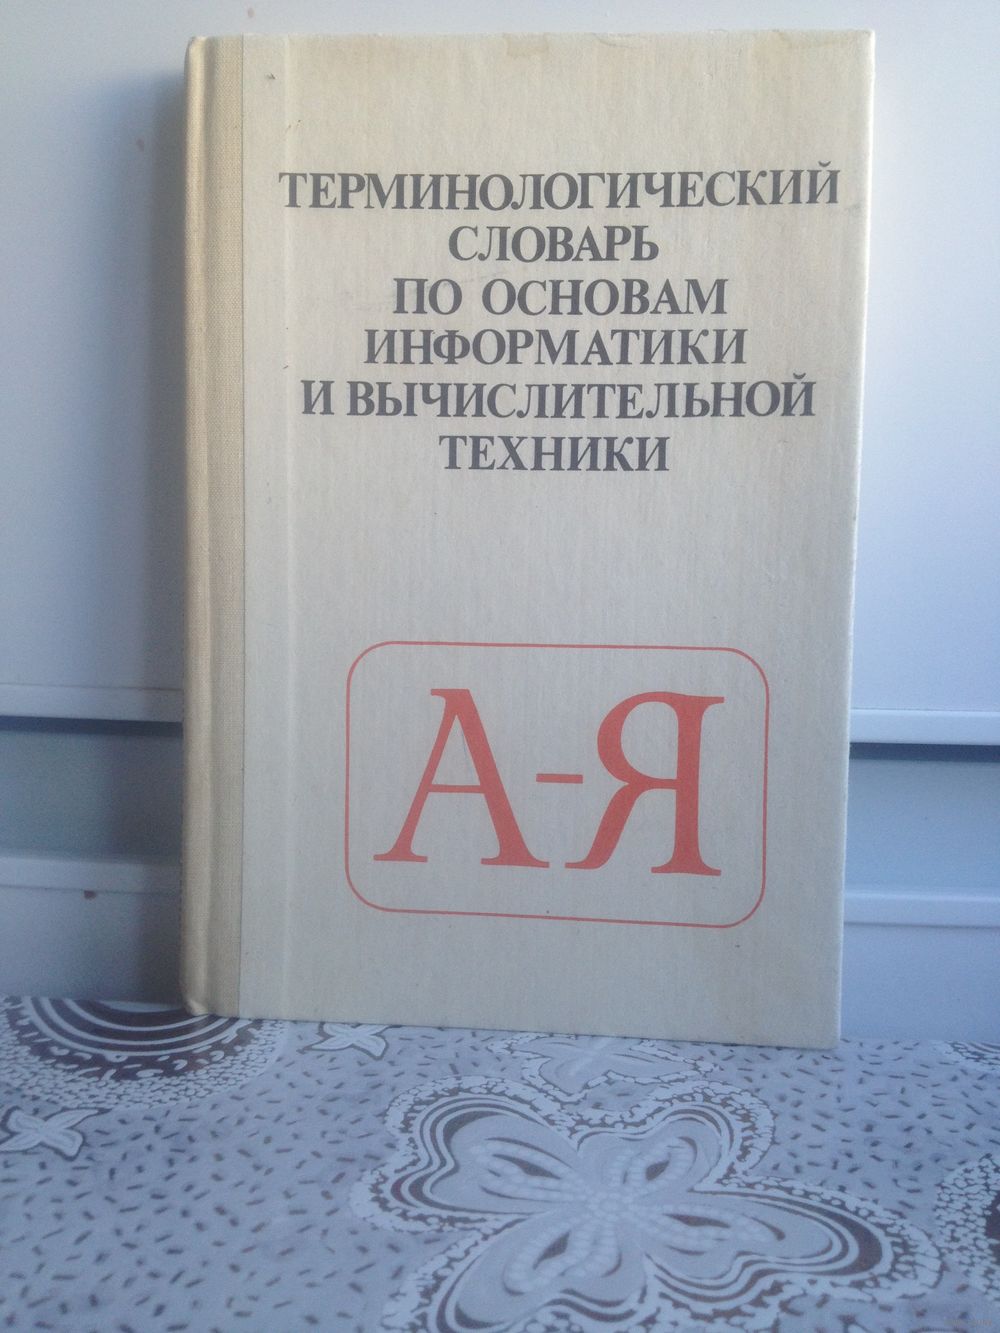 ТЕРМИНОЛОГИЧЕСКИЙ
СЛОВАРЬ
ПО ОСНОВАМ
ИНФОРМАТИКИ
И ВЫЧИСЛИТЕЛЬНОЙ
ТЕХНИКИ
А-Я